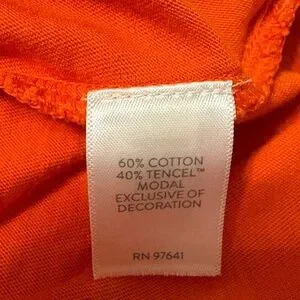 60% COTTON
40% TENCEL™
MODAL
EXCLUSIVE OF
DECORATION
RN 97641